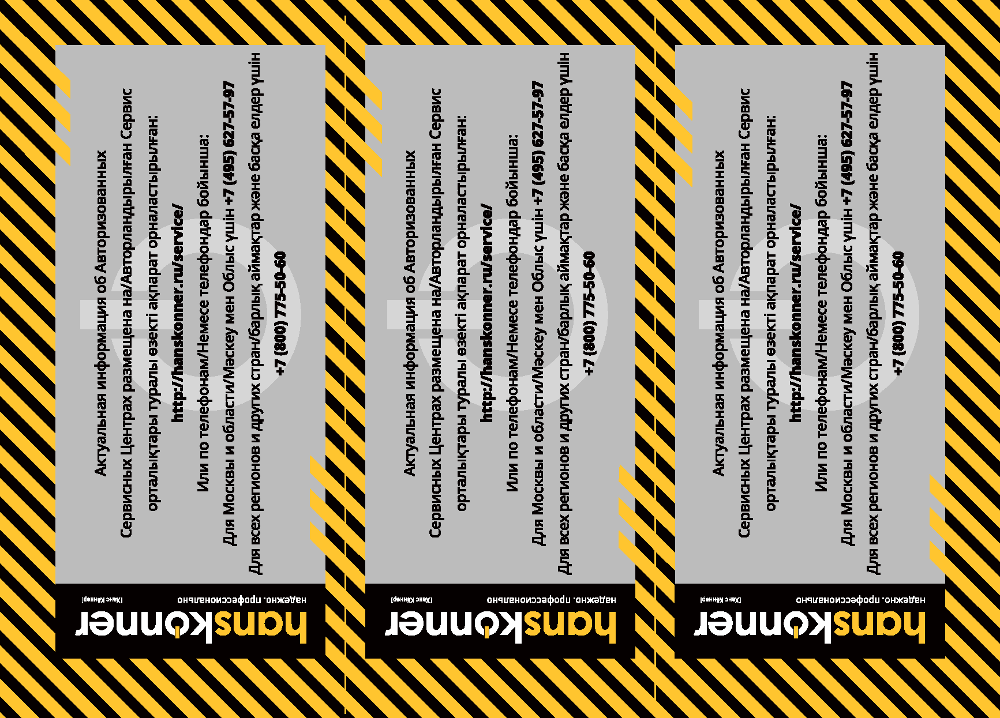 Актуальная информация об Авторизованных
Сервисных Центрах размещена на/Авторландырылған Сервис
орталықтары туралы өзекті ақпарат орналастырылған:
http://hanskonner.ru/service/
Или по телефонам/Немесе телефондар бойынша:
Для Москвы и области/Мәскеу мен Облыс үшін +7 (495) 627-57-97
Для всех регионов и других стран/барлық аймақтар және басқа елдер үшін
+7 (800) 775-50-60
hanskonner
надежно. профессионально [Ханс Кённер]
Актуальная информация об Авторизованных
Сервисных Центрах размещена на/Авторландырылған Сервис
орталықтары туралы өзекті ақпарат орналастырылған:
http://hanskonner.ru/service/
Или по телефонам/Немесе телефондар бойынша:
Для Москвы и области/Мәскеу мен Облыс үшін +7 (495) 627-57-97
Для всех регионов и других стран/барлық аймақтар және басқа елдер үшін
+7 (800) 775-50-60
hanskonner
надежно. профессионально [Ханс Кённер]
Актуальная информация об Авторизованных
Сервисных Центрах размещена на/Авторландырылған Сервис
орталықтары туралы өзекті ақпарат орналастырылған:
http://hanskonner.ru/service/
Или по телефонам/Немесе телефондар бойынша:
Для Москвы и области/Мәскеу мен Облыс үшін +7 (495) 627-57-97
Для всех регионов и других стран/барлық аймақтар және басқа елдер үшін
+7 (800) 775-50-60
hanskonner
надежно. профессионально [Ханс Кённер]